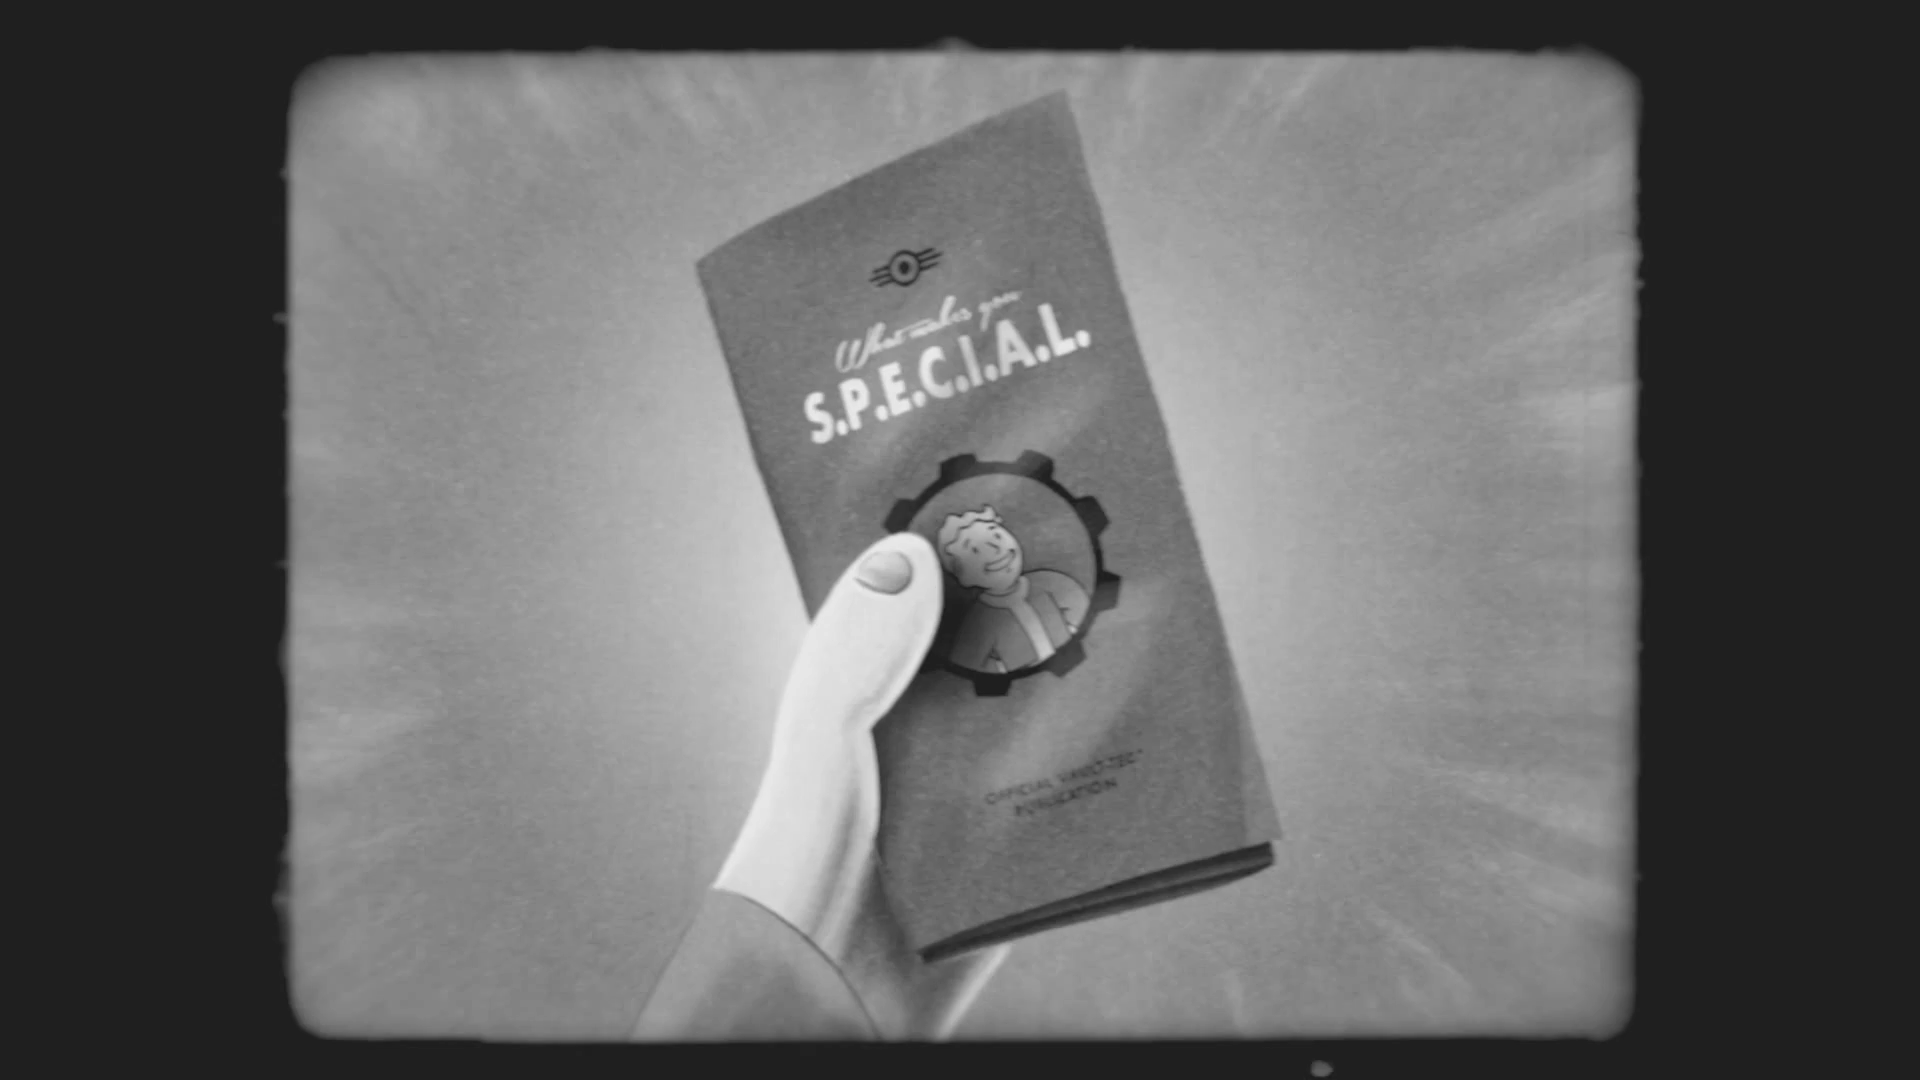 What makes you
S.P.E.C.I.A.L.
OFFICIAL VAULT-TEC
PUBLICATION